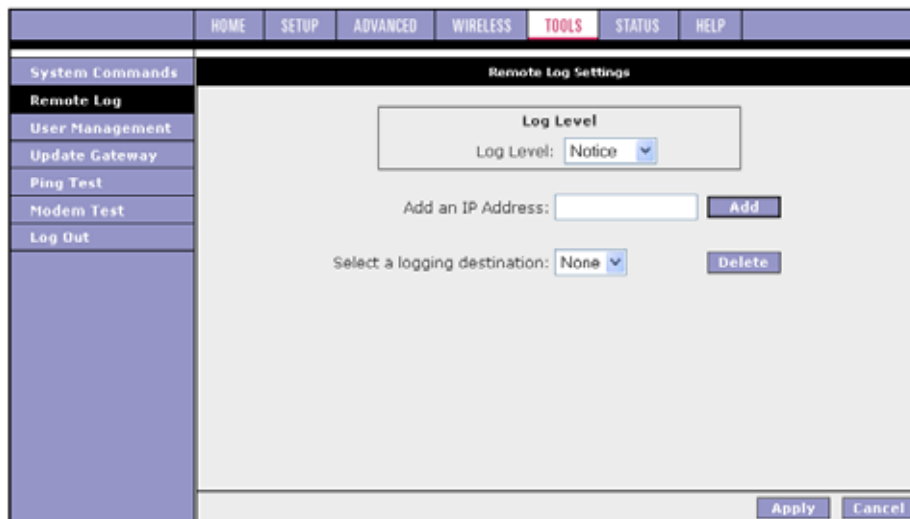 HOME SETUP ADVANCED WIRELESS TOOLS STATUS HELP
System Commands
Remote Log
User Management
Update Gateway
Ping Test
Modem Test
Log Out
Remote Log Settings
Log Level
Log Level: Notice
Add an IP Address: Add
Select a logging destination: None Delete
Apply Cancel